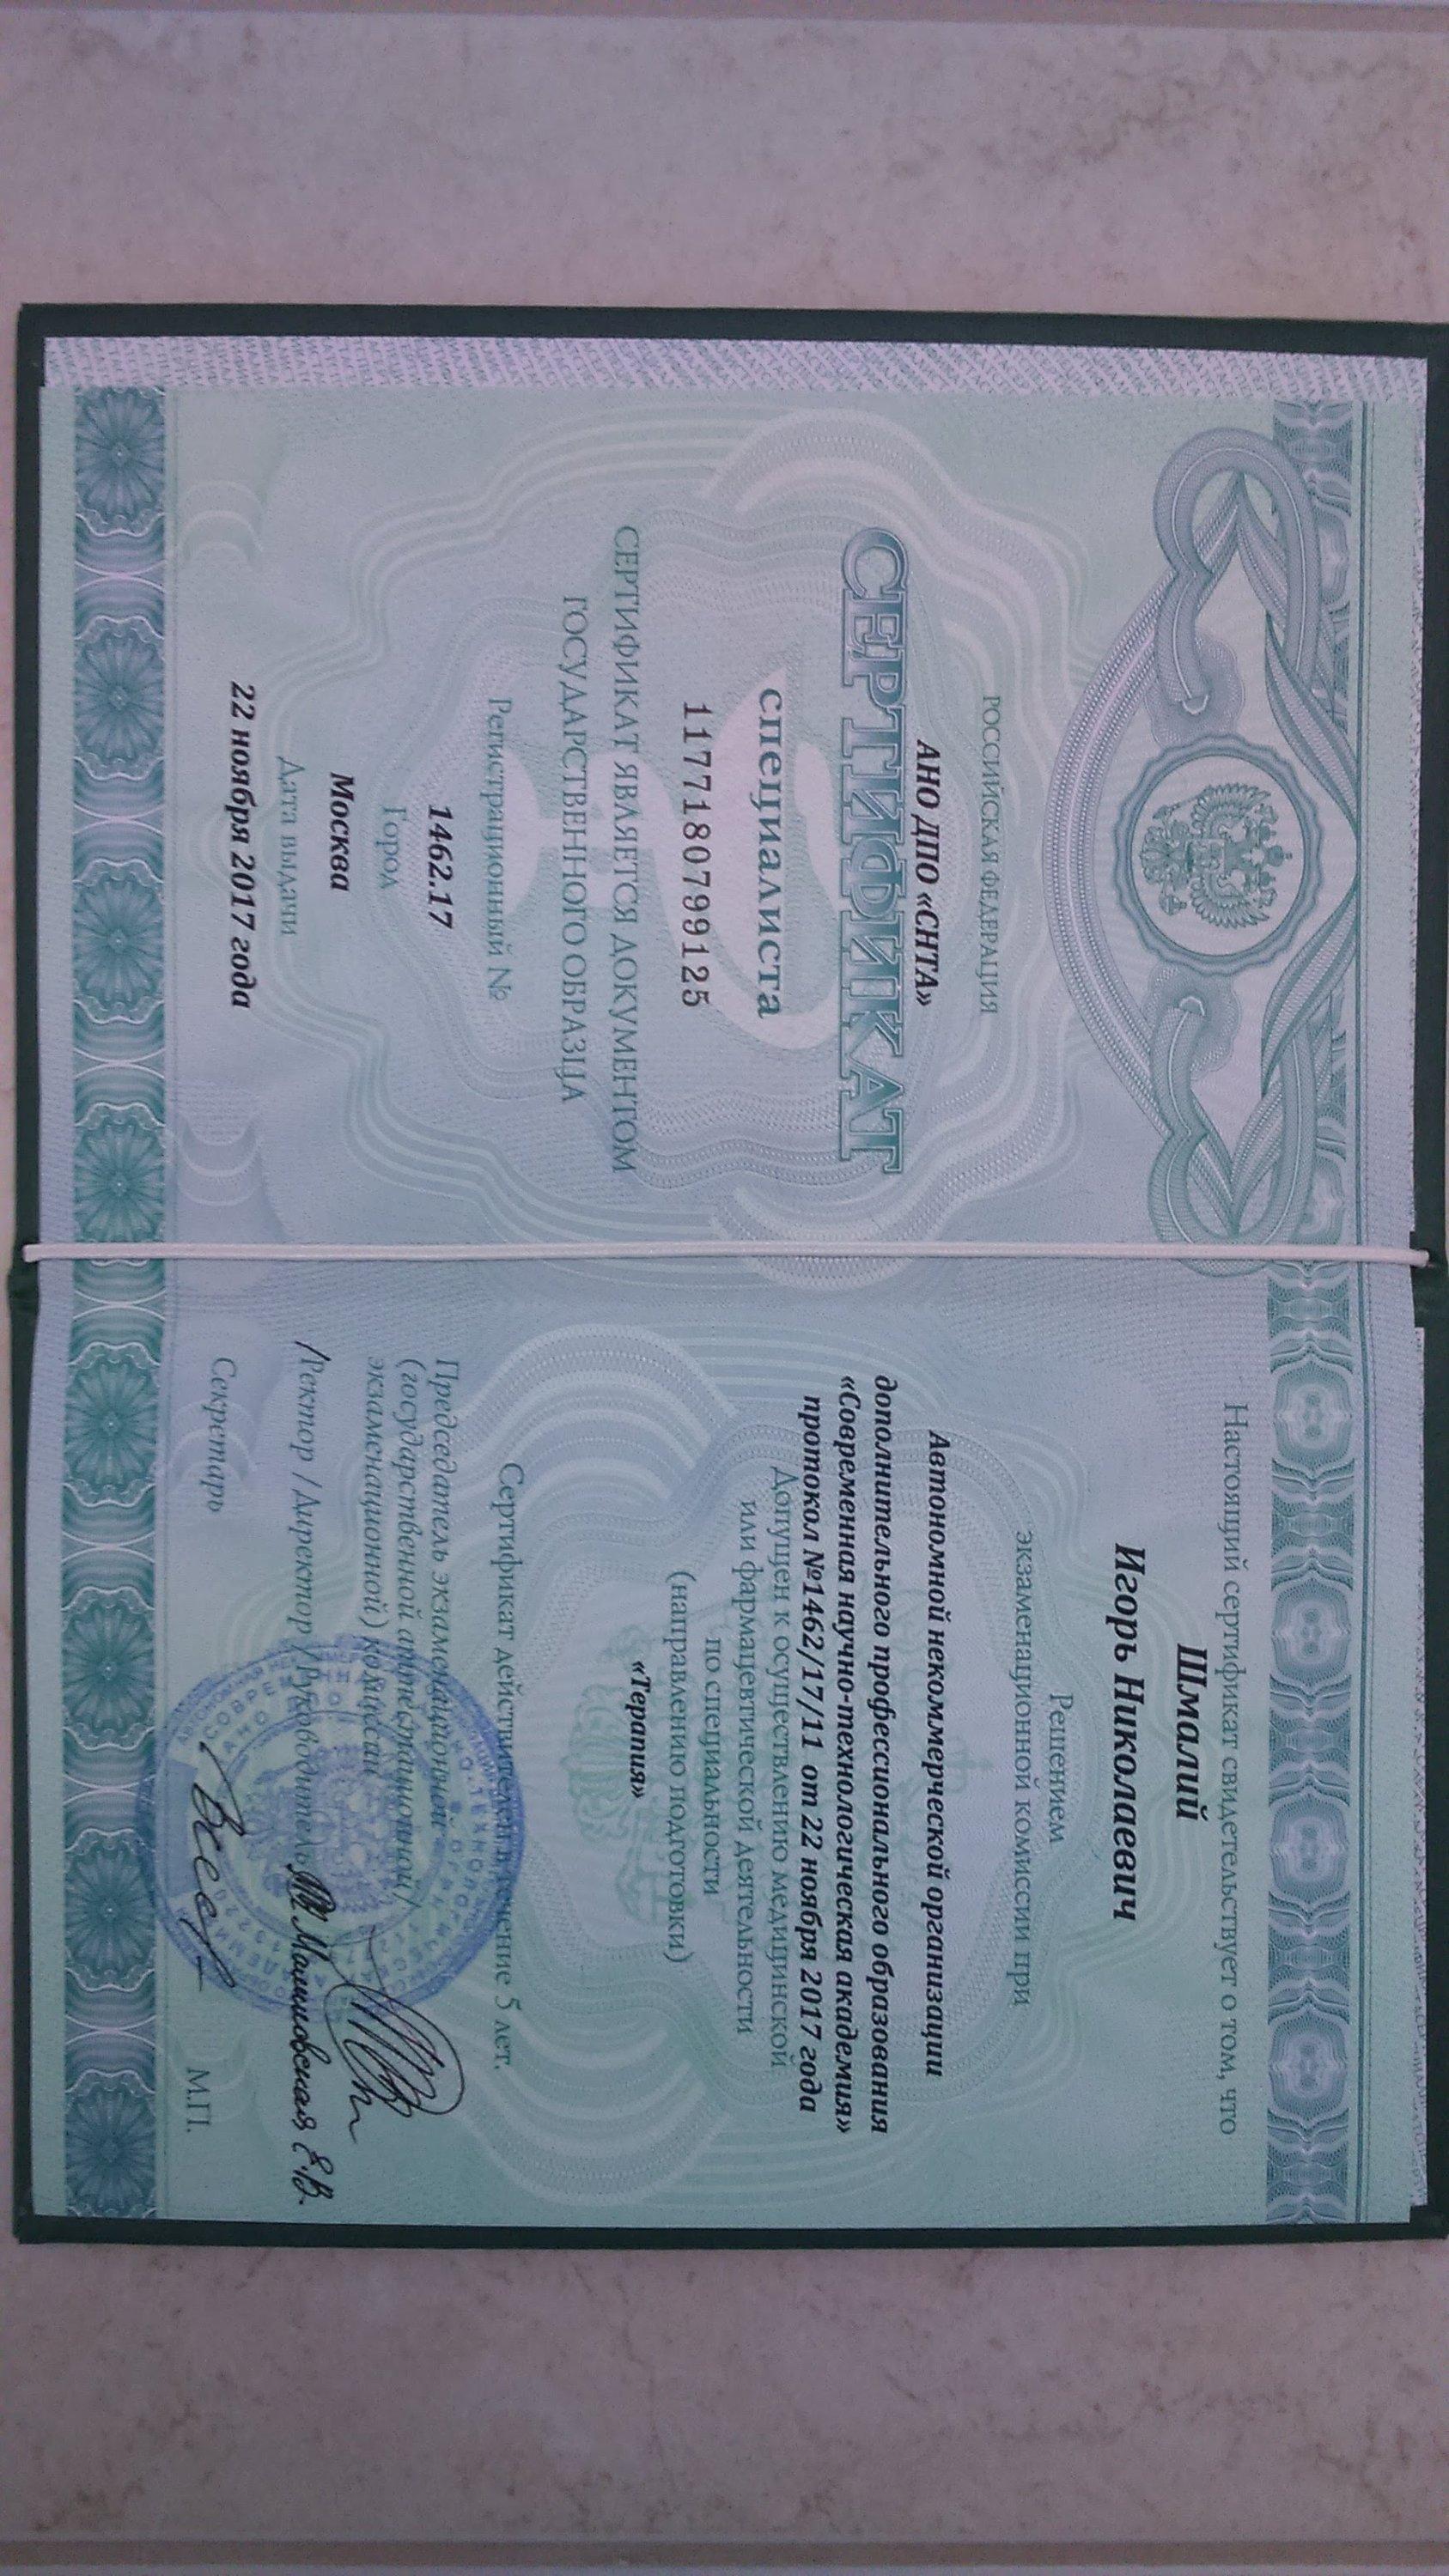 РОССИЙСКАЯ ФЕДЕРАЦИЯ
АНО ДПО «СНТА»
СЕРТИФИКАТ
специалиста
1177180799125
СЕРТИФИКАТ ЯВЛЯЕТСЯ ДОКУМЕНТОМ
ГОСУДАРСТВЕННОГО ОБРАЗЦА
Регистрационный №
1462.17
Город
Москва
Дата выдачи
22 ноября 2017 года
Настоящий сертификат свидетельствует о том, что
Шмалий
Игорь Николаевич
Решением
экзаменационной комиссии при
Автономной некоммерческой организации
дополнительного профессионального образования
«Современная научно-технологическая академия»
протокол №1462/17/11 от 22 ноября 2017 года
Допущен к осуществлению медицинской
или фармацевтической деятельности
по специальности
(направлению подготовки)
«Терапия»
Сертификат действителен в течение 5 лет.
Председатель экзаменационной
(государственной аттестационной/
экзаменационной) комиссии
/Ректор /Директор /Руководитель Малиновская Е.В.
Секретарь
М.П.